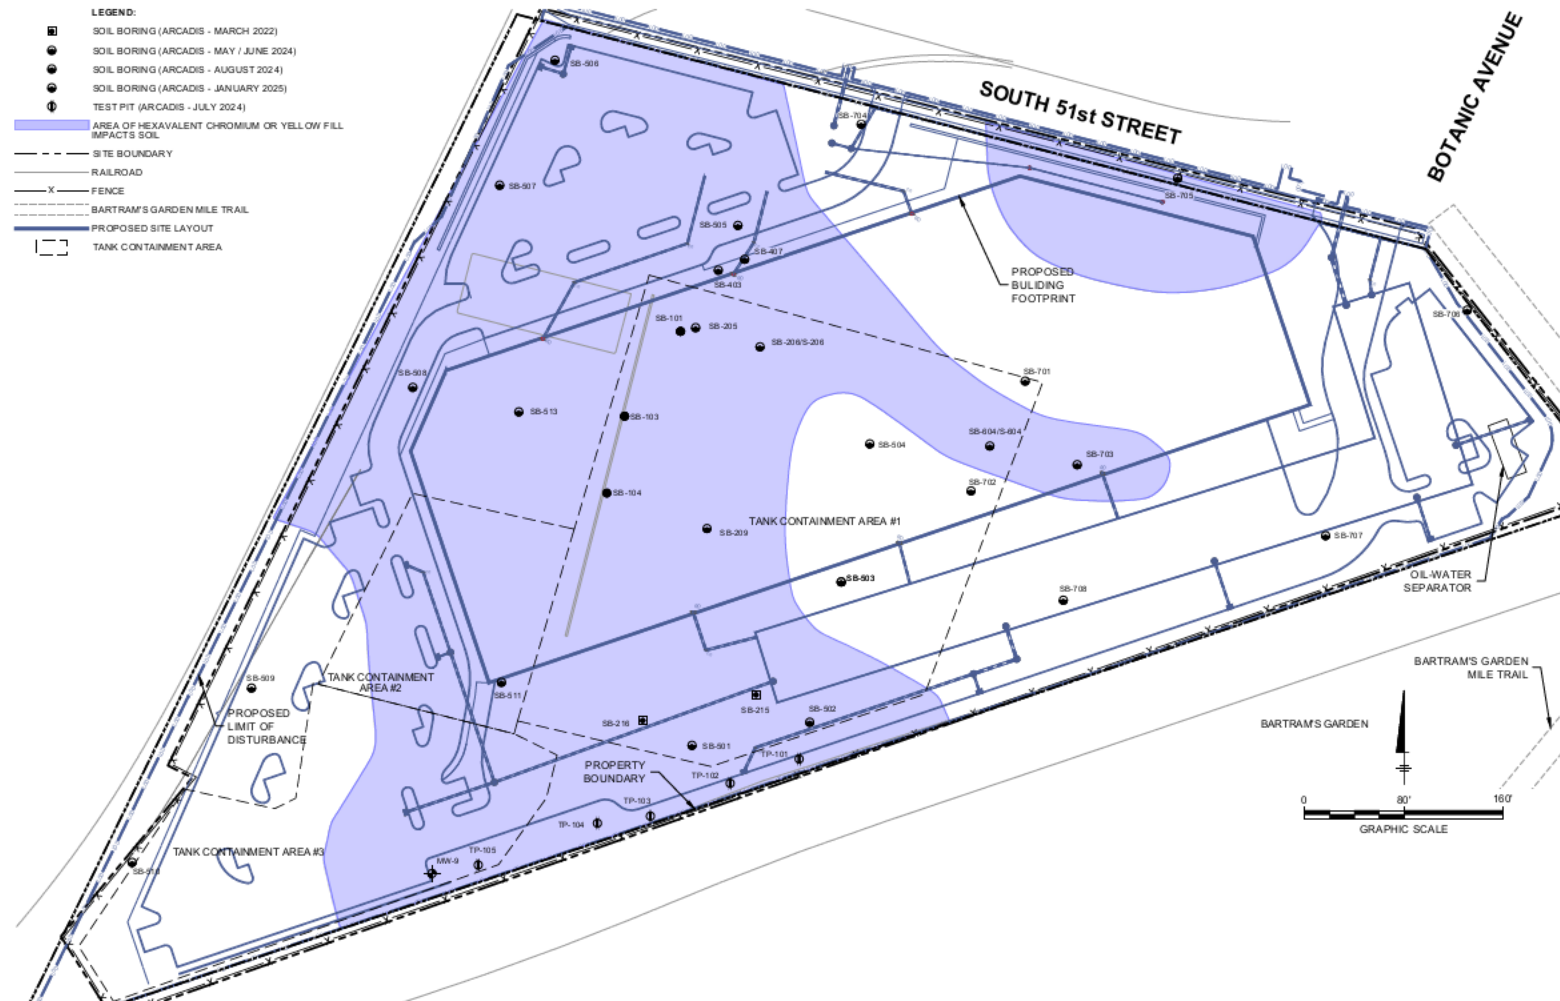 LEGEND:
SOIL BORING (ARCADIS - MARCH 2022)
SOIL BORING (ARCADIS - MAY / JUNE 2024)
SOIL BORING (ARCADIS - AUGUST 2024)
SOIL BORING (ARCADIS - JANUARY 2025)
TEST PIT (ARCADIS - JULY 2024)
AREA OF HEXAVALENT CHROMIUM OR YELLOW FILL
IMPACTS SOIL
SITE BOUNDARY
RAILROAD
X FENCE
BARTRAM'S GARDEN MILE TRAIL
PROPOSED SITE LAYOUT
TANK CONTAINMENT AREA
SOUTH 51st STREET
BOTANIC AVENUE
SB-506
SB-704
SB-507
SB-705
SB-505
SB-407
SB-403
PROPOSED
BULIDING
FOOTPRINT
SB-706
SB-101
SB-205
SB-206/S-206
SB-508
SB-701
SB-513
SB-103
SB-504
SB-604/S-604
SB-703
SB-702
SB-104
TANK CONTAINMENT AREA #1
SB-209
SB-707
SB-503
OIL-WATER
SEPARATOR
SB-708
SB-509
TANK CONTAINMENT
AREA #2
SB-511
BARTRAM'S GARDEN
MILE TRAIL
PROPOSED
LIMIT OF
DISTURBANCE
SB-215
SB-216
SB-502
BARTRAM'S GARDEN
SB-501
TP-101
PROPERTY
BOUNDARY
TP-102
TP-103
TP-104
0 80' 160'
GRAPHIC SCALE
TANK CONTAINMENT AREA #3
TP-105
MW-9
SB-510